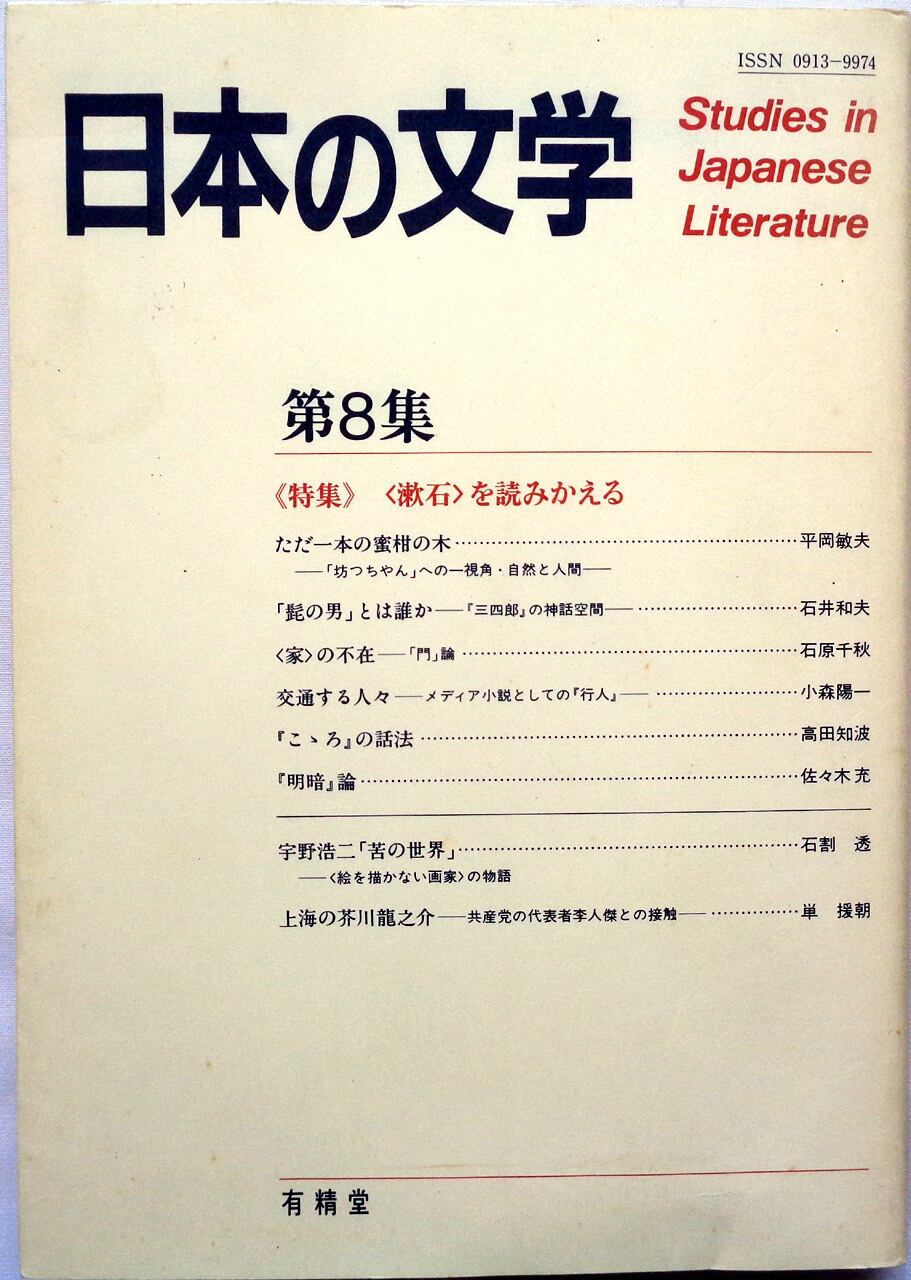 ISSN 0913-9974
日本の文学
Studies in
Japanese
Literature
第8集
《特集》 〈漱石〉を読みかえる
ただ一本の蜜柑の木……平岡敏夫
――「坊つちやん」への一視角・自然と人間――
「髭の男」とは誰か――『三四郎』の神話空間――……石井和夫
〈家〉の不在――「門」論……石原千秋
交通する人々――メディア小説としての『行人』――……小森陽一
『こゝろ』の話法……高田知波
『明暗』論……佐々木充
宇野浩二「苦の世界」……石割 透
――〈絵を描かない画家〉の物語
上海の芥川龍之介――共産党の代表者李人傑との接触――……単 援朝
有精堂